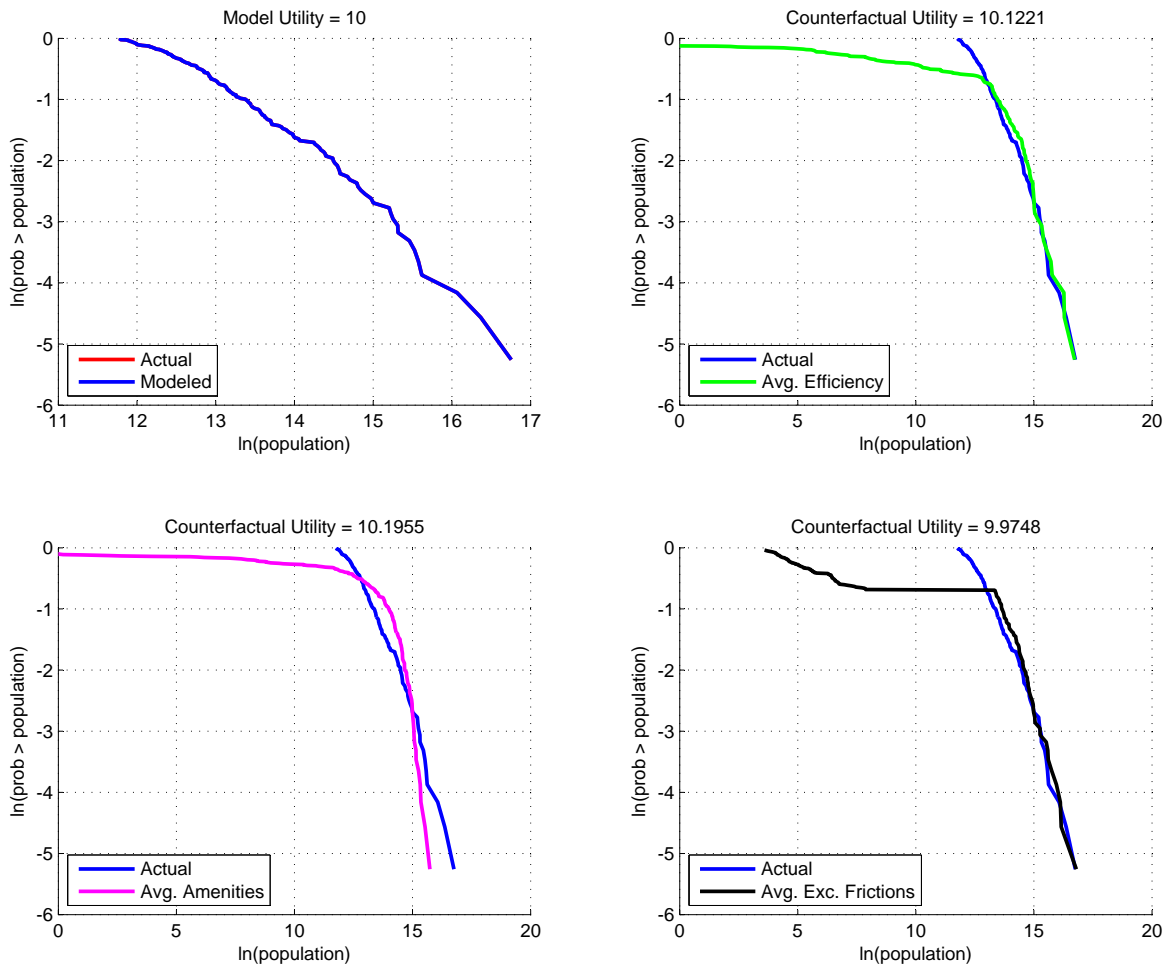 Model Utility = 10
0
-1
-2
-3
-4
-5
-6
ln(prob > population)
Actual
Modeled
11 12 13 14 15 16 17
ln(population)
Counterfactual Utility = 10.1221
0
-1
-2
-3
-4
-5
-6
ln(prob > population)
Actual
Avg. Efficiency
0 5 10 15 20
ln(population)
Counterfactual Utility = 10.1955
0
-1
-2
-3
-4
-5
-6
ln(prob > population)
Actual
Avg. Amenities
0 5 10 15 20
ln(population)
Counterfactual Utility = 9.9748
0
-1
-2
-3
-4
-5
-6
ln(prob > population)
Actual
Avg. Exc. Frictions
0 5 10 15 20
ln(population)